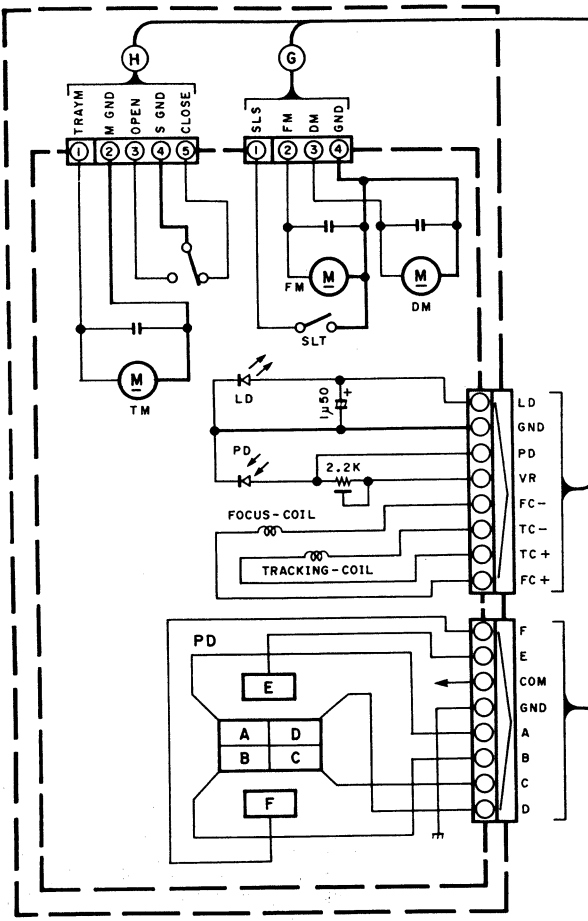 H
G
TRAYM
M GND
OPEN
S GND
CLOSE
SLS
FM
DM
GND
1 2 3 4 5
1 2 3 4
FM
M
M
DM
SLT
M
TM
LD
1μ50
+
PD
2.2K
FOCUS-COIL
TRACKING-COIL
LD
GND
PD
VR
FC-
TC-
TC+
FC+
PD
E
A D
B C
F
F
E
COM
GND
A
B
C
D